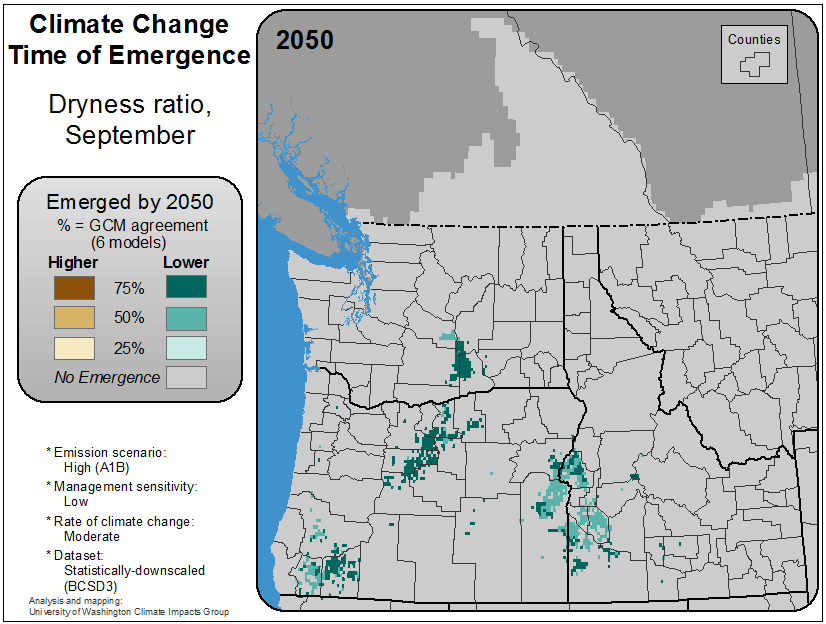 Climate Change
Time of Emergence
Dryness ratio,
September
Emerged by 2050
% = GCM agreement
(6 models)
Higher Lower
75%
50%
25%
No Emergence
* Emission scenario:
High (A1B)
* Management sensitivity:
Low
* Rate of climate change:
Moderate
* Dataset:
Statistically-downscaled
(BCSD3)
Analysis and mapping:
University of Washington Climate Impacts Group
2050
Counties